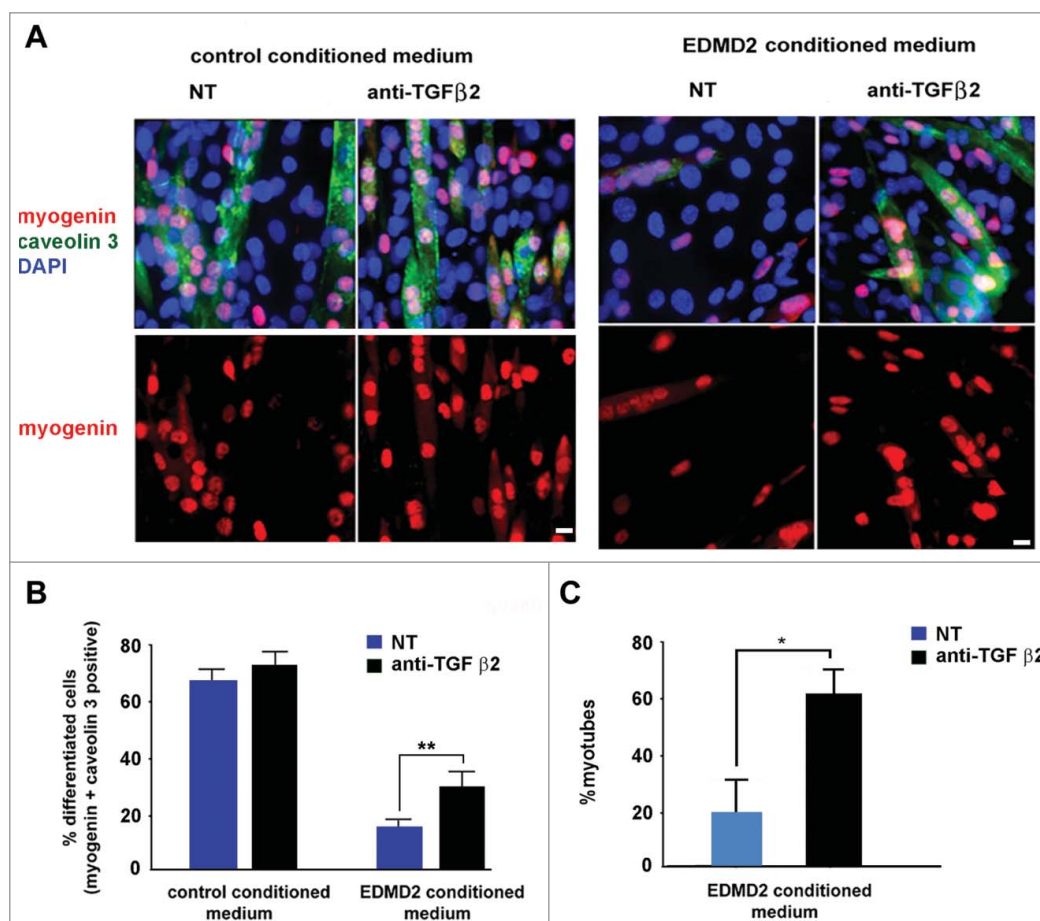 A
control conditioned medium
NT
anti-TGFβ2
EDMD2 conditioned medium
NT
anti-TGFβ2
myogenin
caveolin 3
DAPI
myogenin
B
% differentiated cells
(myogenin + caveolin 3 positive)
80
60
40
20
0
NT
anti-TGF β2
**
control conditioned
medium
EDMD2 conditioned
medium
C
%myotubes
80
60
40
20
0
*
NT
anti-TGF β2
EDMD2 conditioned
medium